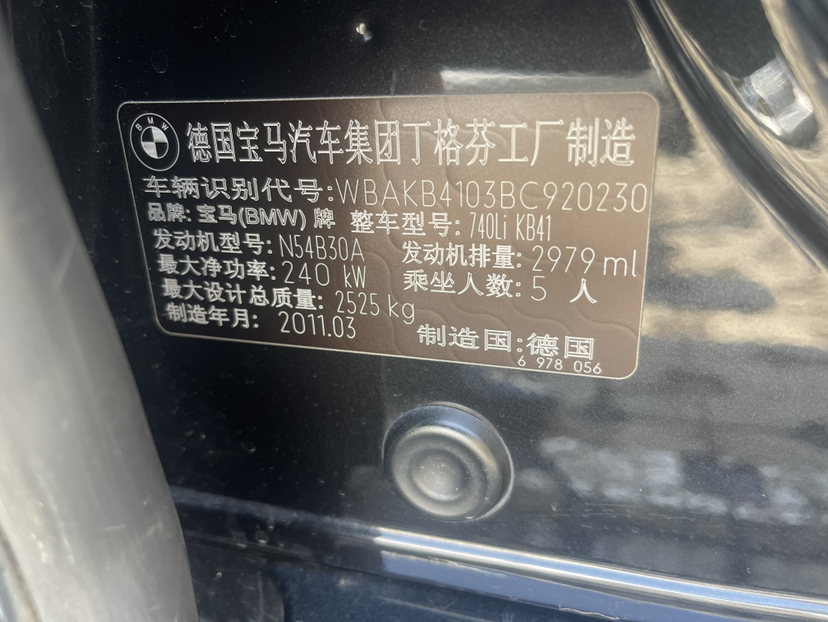 BMW
德国宝马汽车集团丁格芬工厂 制造
车辆识别代号:WBAKB4103BC920230
品牌: 宝马(BMW) 牌 整车型号: 740Li KB41
发动机型号: N54B30A 发动机排量: 2979 ml
最大净功率: 240 kW 乘坐人数: 5 人
最大设计总质量: 2525 kg
制造年月: 2011.03 制造国:德国
6 978 056